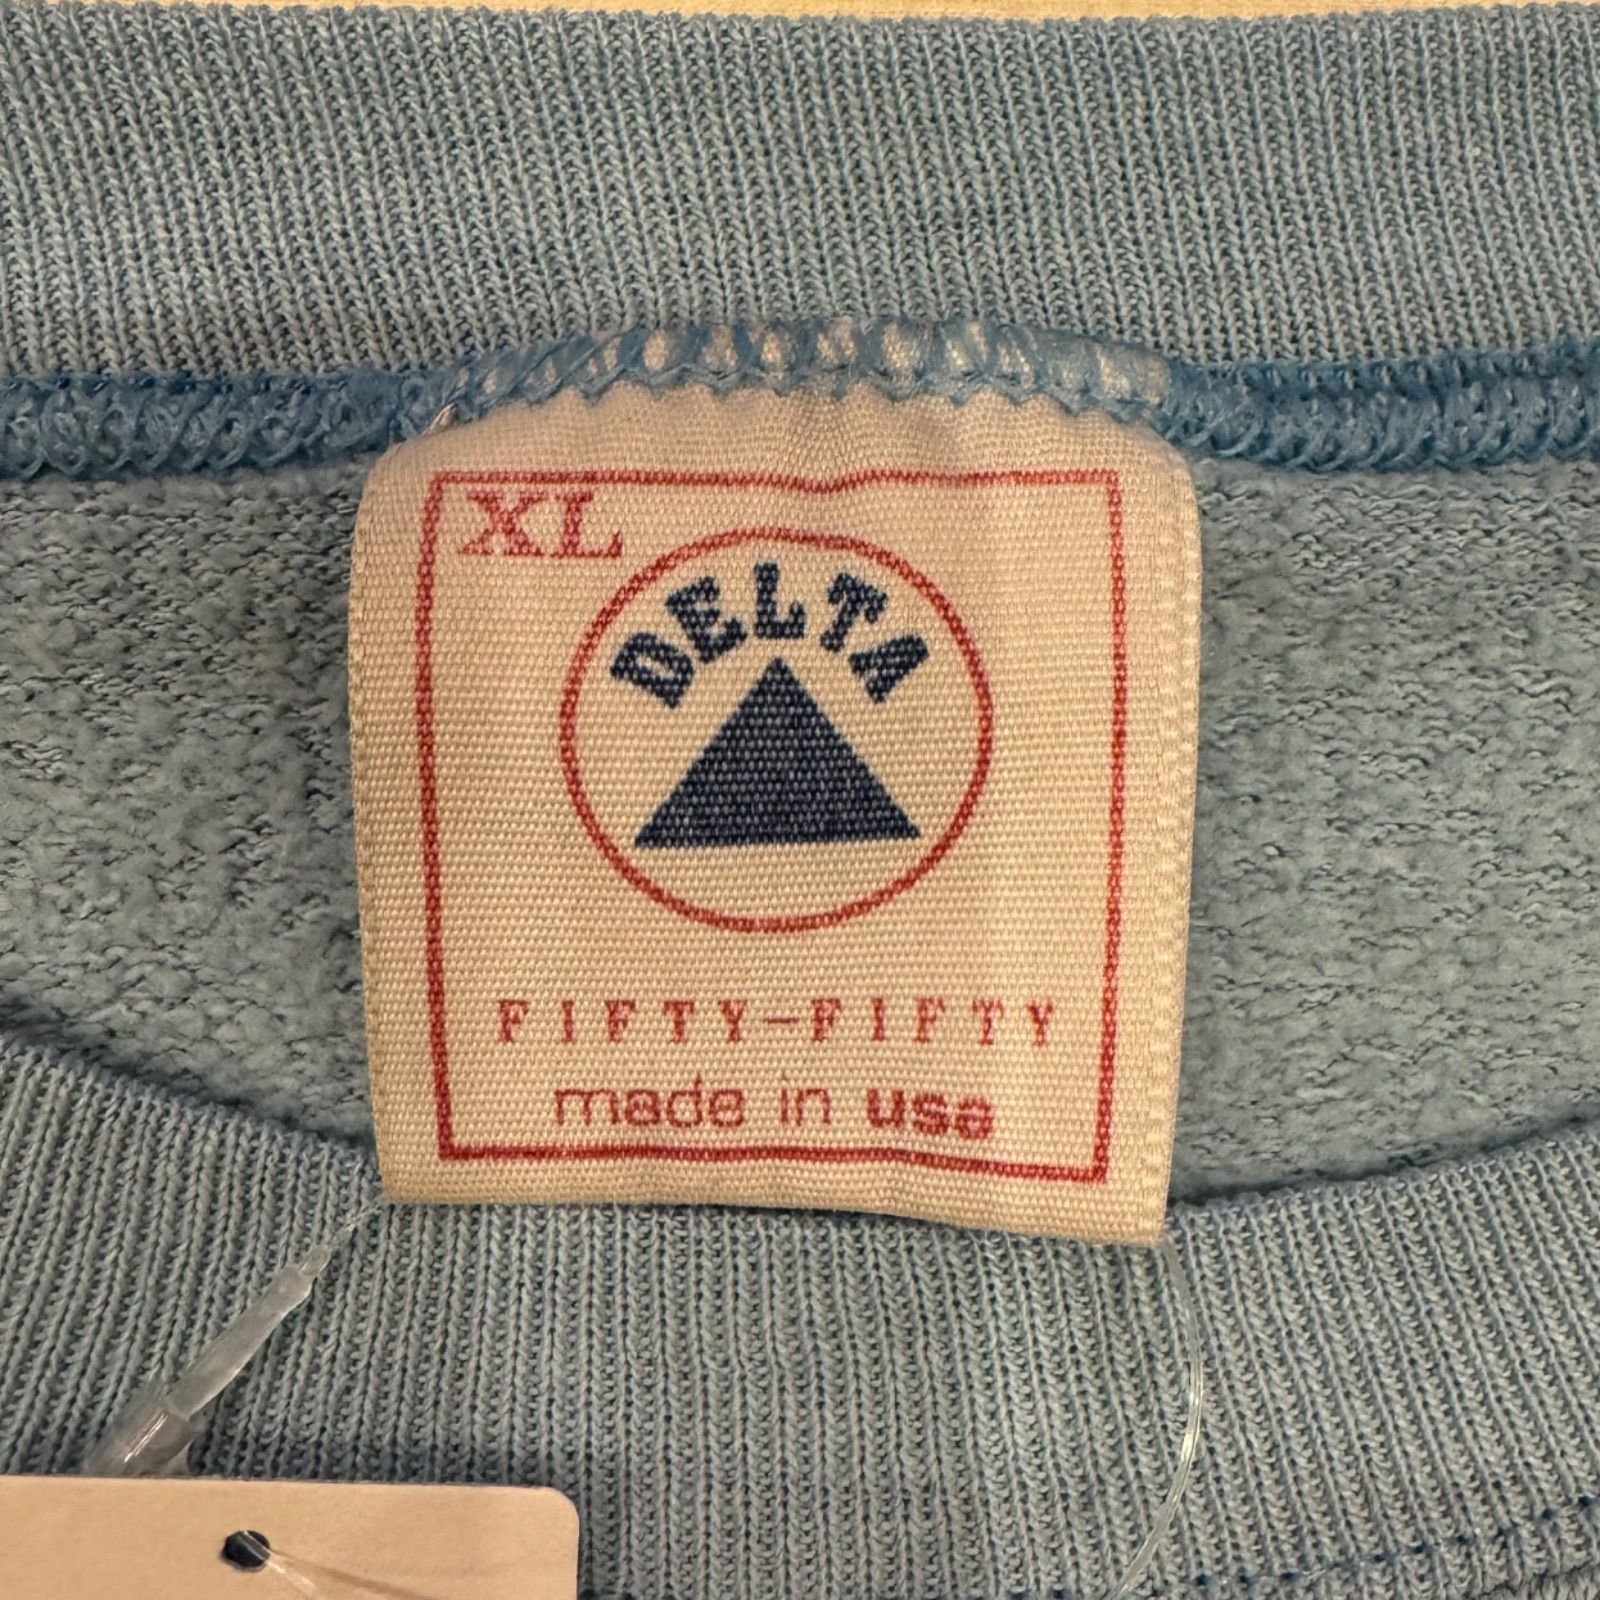 XL
DELTA
FIFTY-FIFTY
made in usa